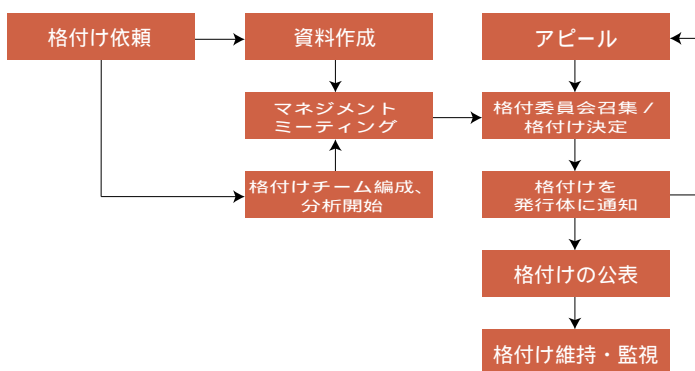 格付け依頼
資料作成
アピール
マネジメント
ミーティング
格付委員会召集/
格付け決定
格付けチーム編成、
分析開始
格付けを
発行体に通知
格付けの公表
格付け維持・監視